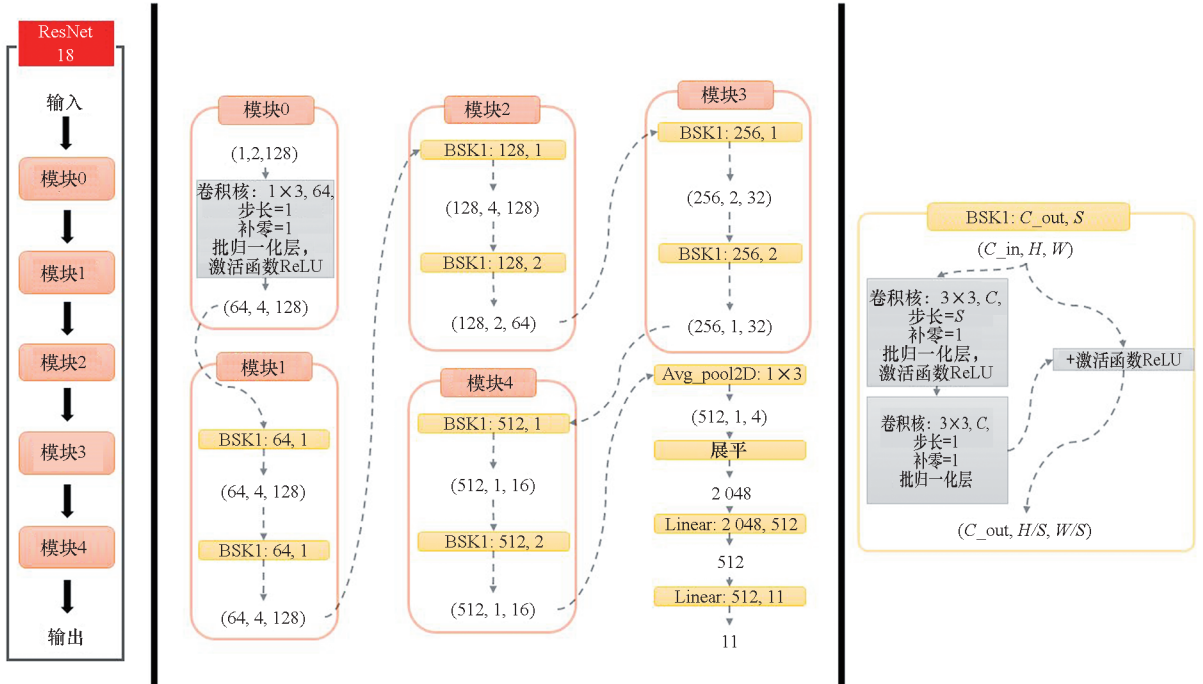 ResNet
18
输入
模块0
模块1
模块2
模块3
模块4
输出
模块0
(1,2,128)
卷积核：1×3, 64,
步长=1
补零=1
批归一化层，
激活函数ReLU
(64, 4, 128)
模块1
BSK1: 64, 1
(64, 4, 128)
BSK1: 64, 1
(64, 4, 128)
模块2
BSK1: 128, 1
(128, 4, 128)
BSK1: 128, 2
(128, 2, 64)
模块3
BSK1: 256, 1
(256, 2, 32)
BSK1: 256, 2
(256, 1, 32)
模块4
BSK1: 512, 1
(512, 1, 16)
BSK1: 512, 2
(512, 1, 16)
Avg_pool2D: 1×3
(512, 1, 4)
展平
2 048
Linear: 2 048, 512
512
Linear: 512, 11
11
BSK1: C_out, S
(C_in, H, W)
卷积核：3×3, C,
步长=S
补零=1
批归一化层，
激活函数ReLU
+激活函数ReLU
卷积核：3×3, C,
步长=1
补零=1
批归一化层
(C_out, H/S, W/S)